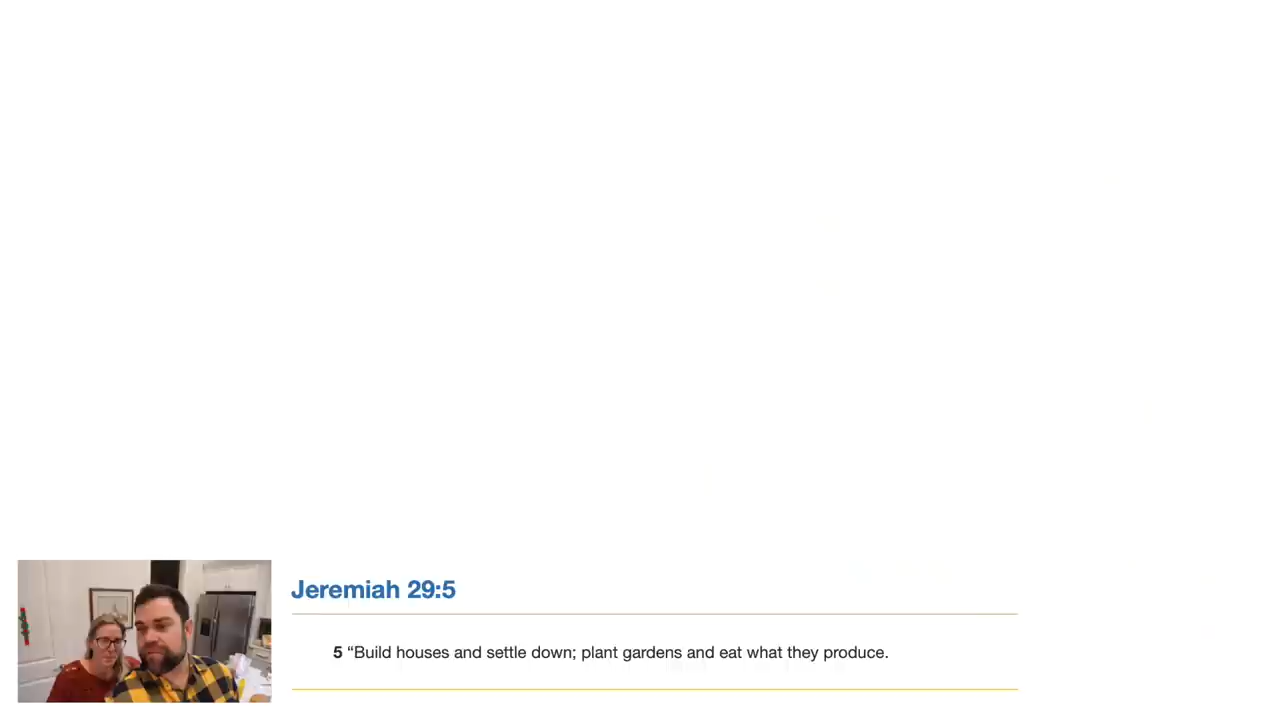 Jeremiah 29:5
5 “Build houses and settle down; plant gardens and eat what they produce.